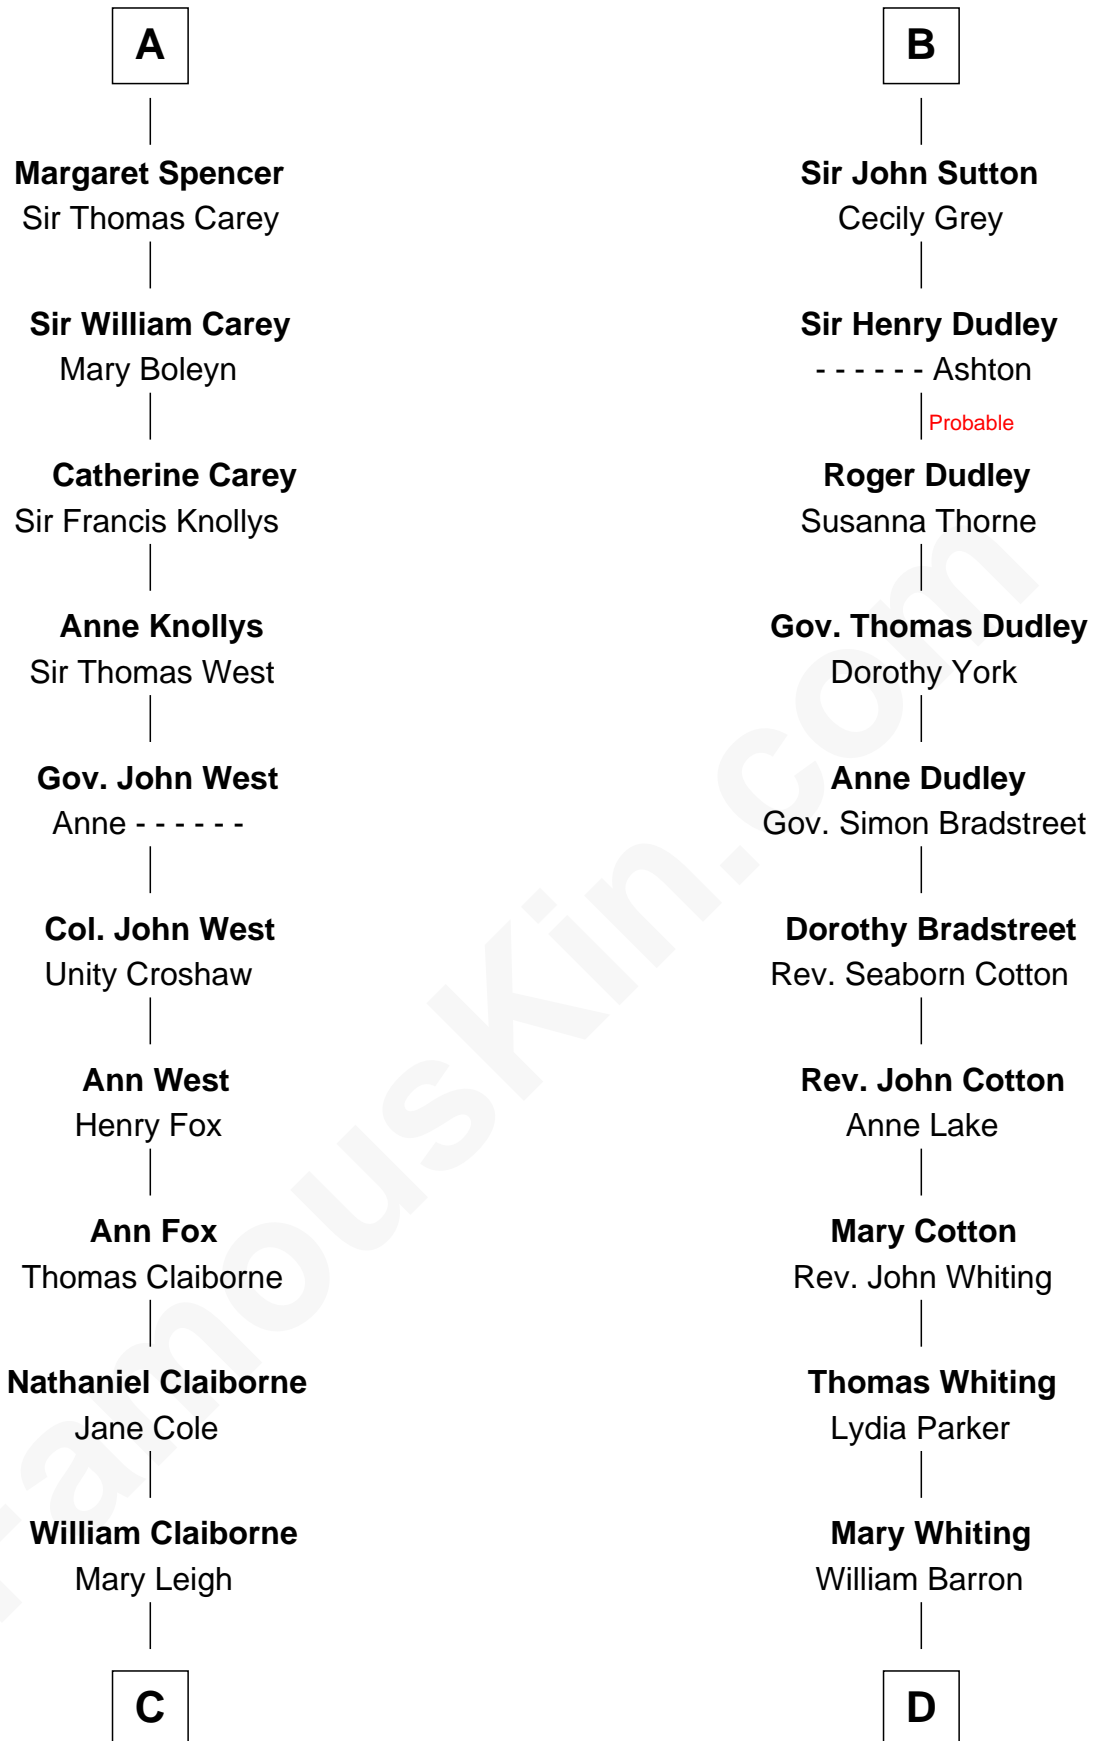 A
Margaret Spencer
Sir Thomas Carey
Sir William Carey
Mary Boleyn
Catherine Carey
Sir Francis Knollys
Anne Knollys
Sir Thomas West
Gov. John West
Anne - - - - - -
Col. John West
Unity Croshaw
Ann West
Henry Fox
Ann Fox
Thomas Claiborne
Nathaniel Claiborne
Jane Cole
William Claiborne
Mary Leigh
C
B
Sir John Sutton
Cecily Grey
Sir Henry Dudley
- - - - - - Ashton
Probable
Roger Dudley
Susanna Thorne
Gov. Thomas Dudley
Dorothy York
Anne Dudley
Gov. Simon Bradstreet
Dorothy Bradstreet
Rev. Seaborn Cotton
Rev. John Cotton
Anne Lake
Mary Cotton
Rev. John Whiting
Thomas Whiting
Lydia Parker
Mary Whiting
William Barron
D
FamousKin.com